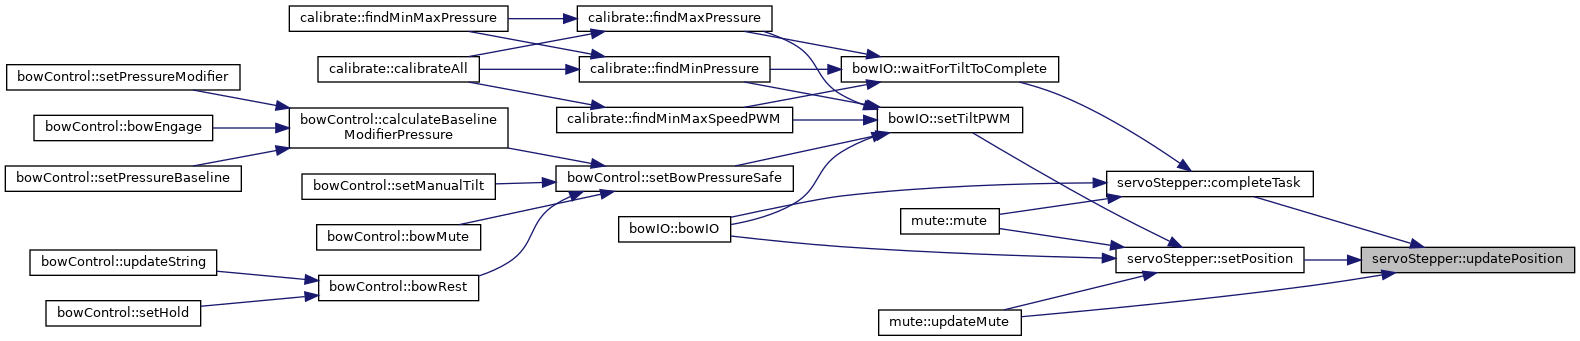 calibrate::findMinMaxPressure
calibrate::findMaxPressure
calibrate::calibrateAll
calibrate::findMinPressure
bowIO::waitForTiltToComplete
bowControl::setPressureModifier
bowControl::bowEngage
bowControl::calculateBaseline
ModifierPressure
calibrate::findMinMaxSpeedPWM
bowIO::setTiltPWM
bowControl::setPressureBaseline
bowControl::setManualTilt
bowControl::setBowPressureSafe
servoStepper::completeTask
bowControl::bowMute
bowIO::bowIO
mute::mute
bowControl::updateString
bowControl::bowRest
servoStepper::setPosition
servoStepper::updatePosition
bowControl::setHold
mute::updateMute